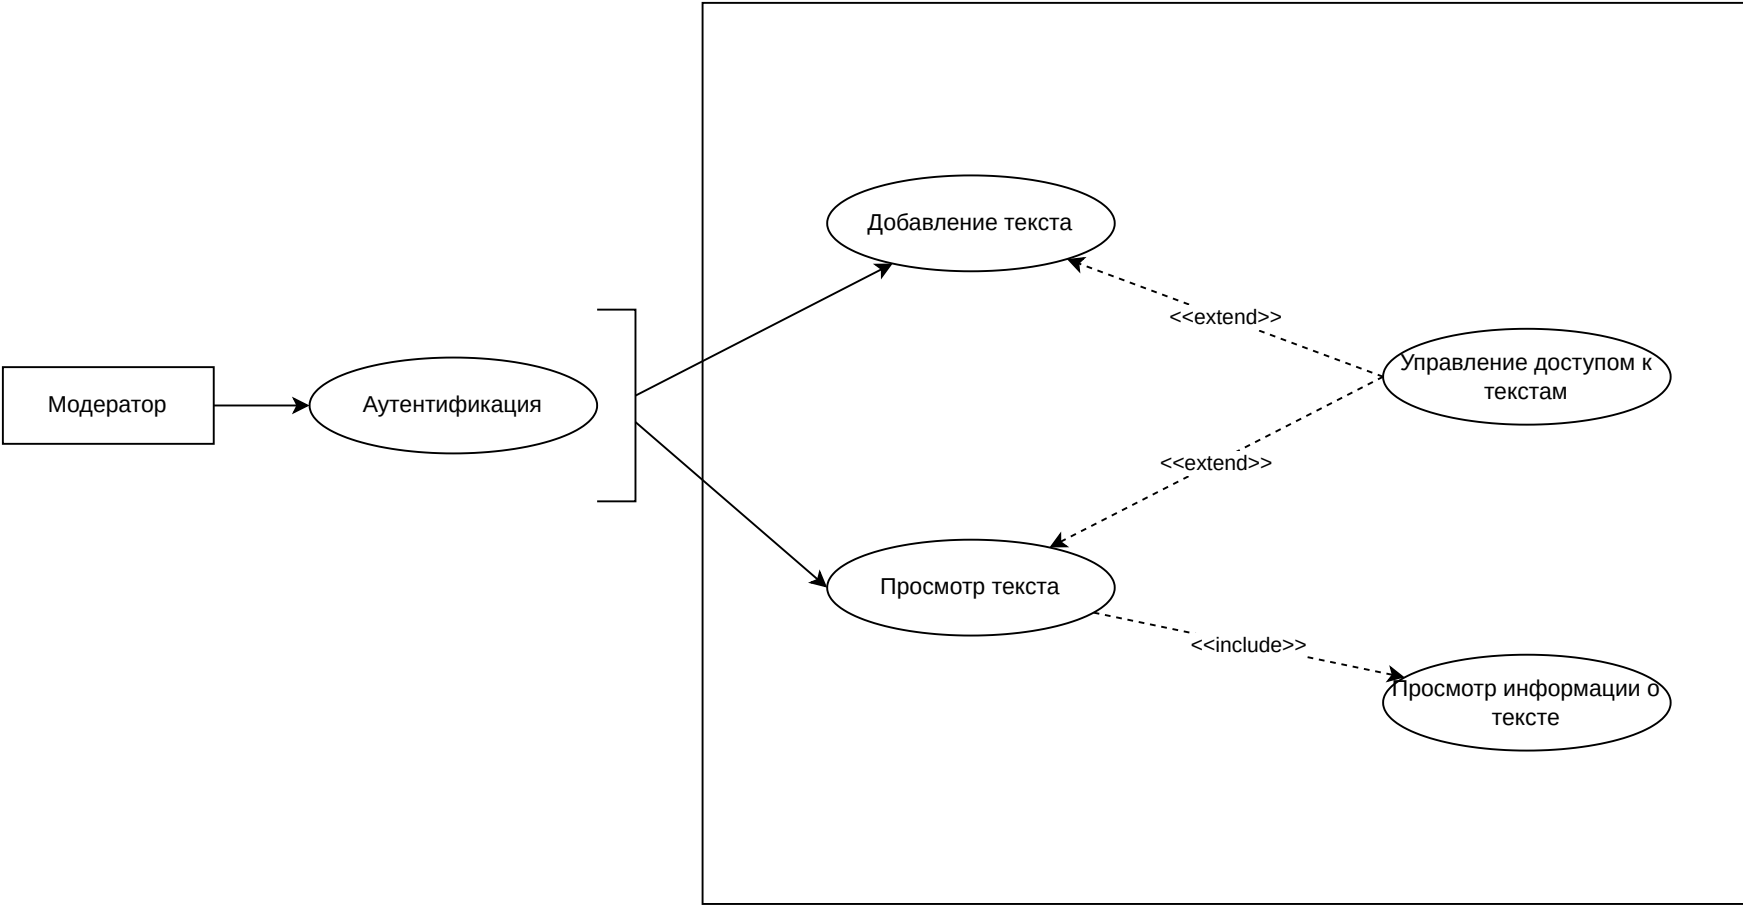 Добавление текста
<<extend>>
Управление доступом к
текстам
Модератор
Аутентификация
<<extend>>
Просмотр текста
<<include>>
Просмотр информации о
тексте